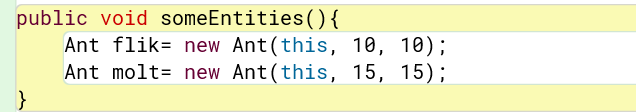 public void someEntities(){
Ant flik= new Ant(this, 10, 10);
Ant molt= new Ant(this, 15, 15);
}